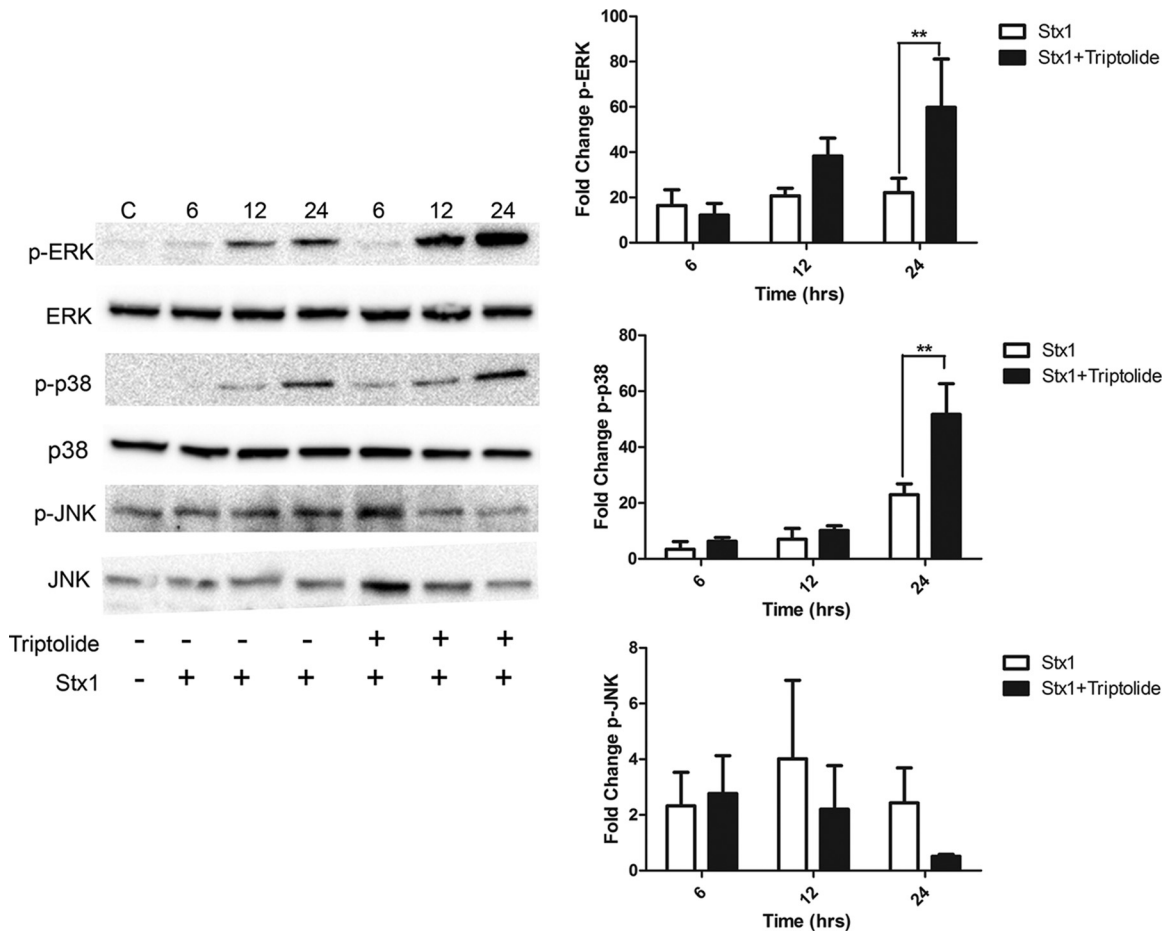 C 6 12 24 6 12 24
p-ERK
ERK
p-p38
p38
p-JNK
JNK
Triptolide - - - - + + +
Stx1 - + + + + + +
Fold Change p-ERK
100
80
60
40
20
0
**
6 12 24
Time (hrs)
Stx1
Stx1+Triptolide
Fold Change p-p38
80
60
40
20
0
**
6 12 24
Time (hrs)
Stx1
Stx1+Triptolide
Fold Change p-JNK
8
6
4
2
0
6 12 24
Time (hrs)
Stx1
Stx1+Triptolide